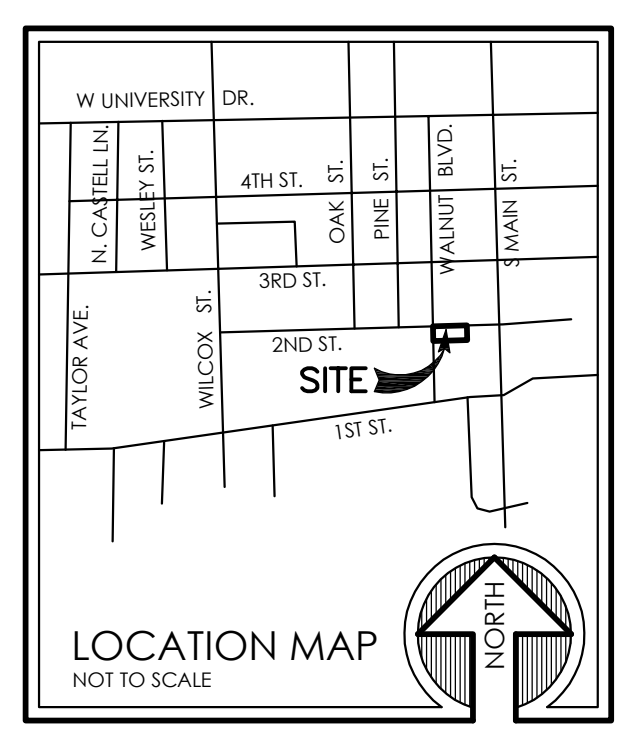 W UNIVERSITY DR.
N. CASTELL LN.
WESLEY ST.
4TH ST.
OAK ST.
PINE ST.
WALNUT BLVD.
S MAIN ST.
3RD ST.
TAYLOR AVE.
WILCOX ST.
2ND ST.
SITE
1ST ST.
LOCATION MAP
NOT TO SCALE
NORTH